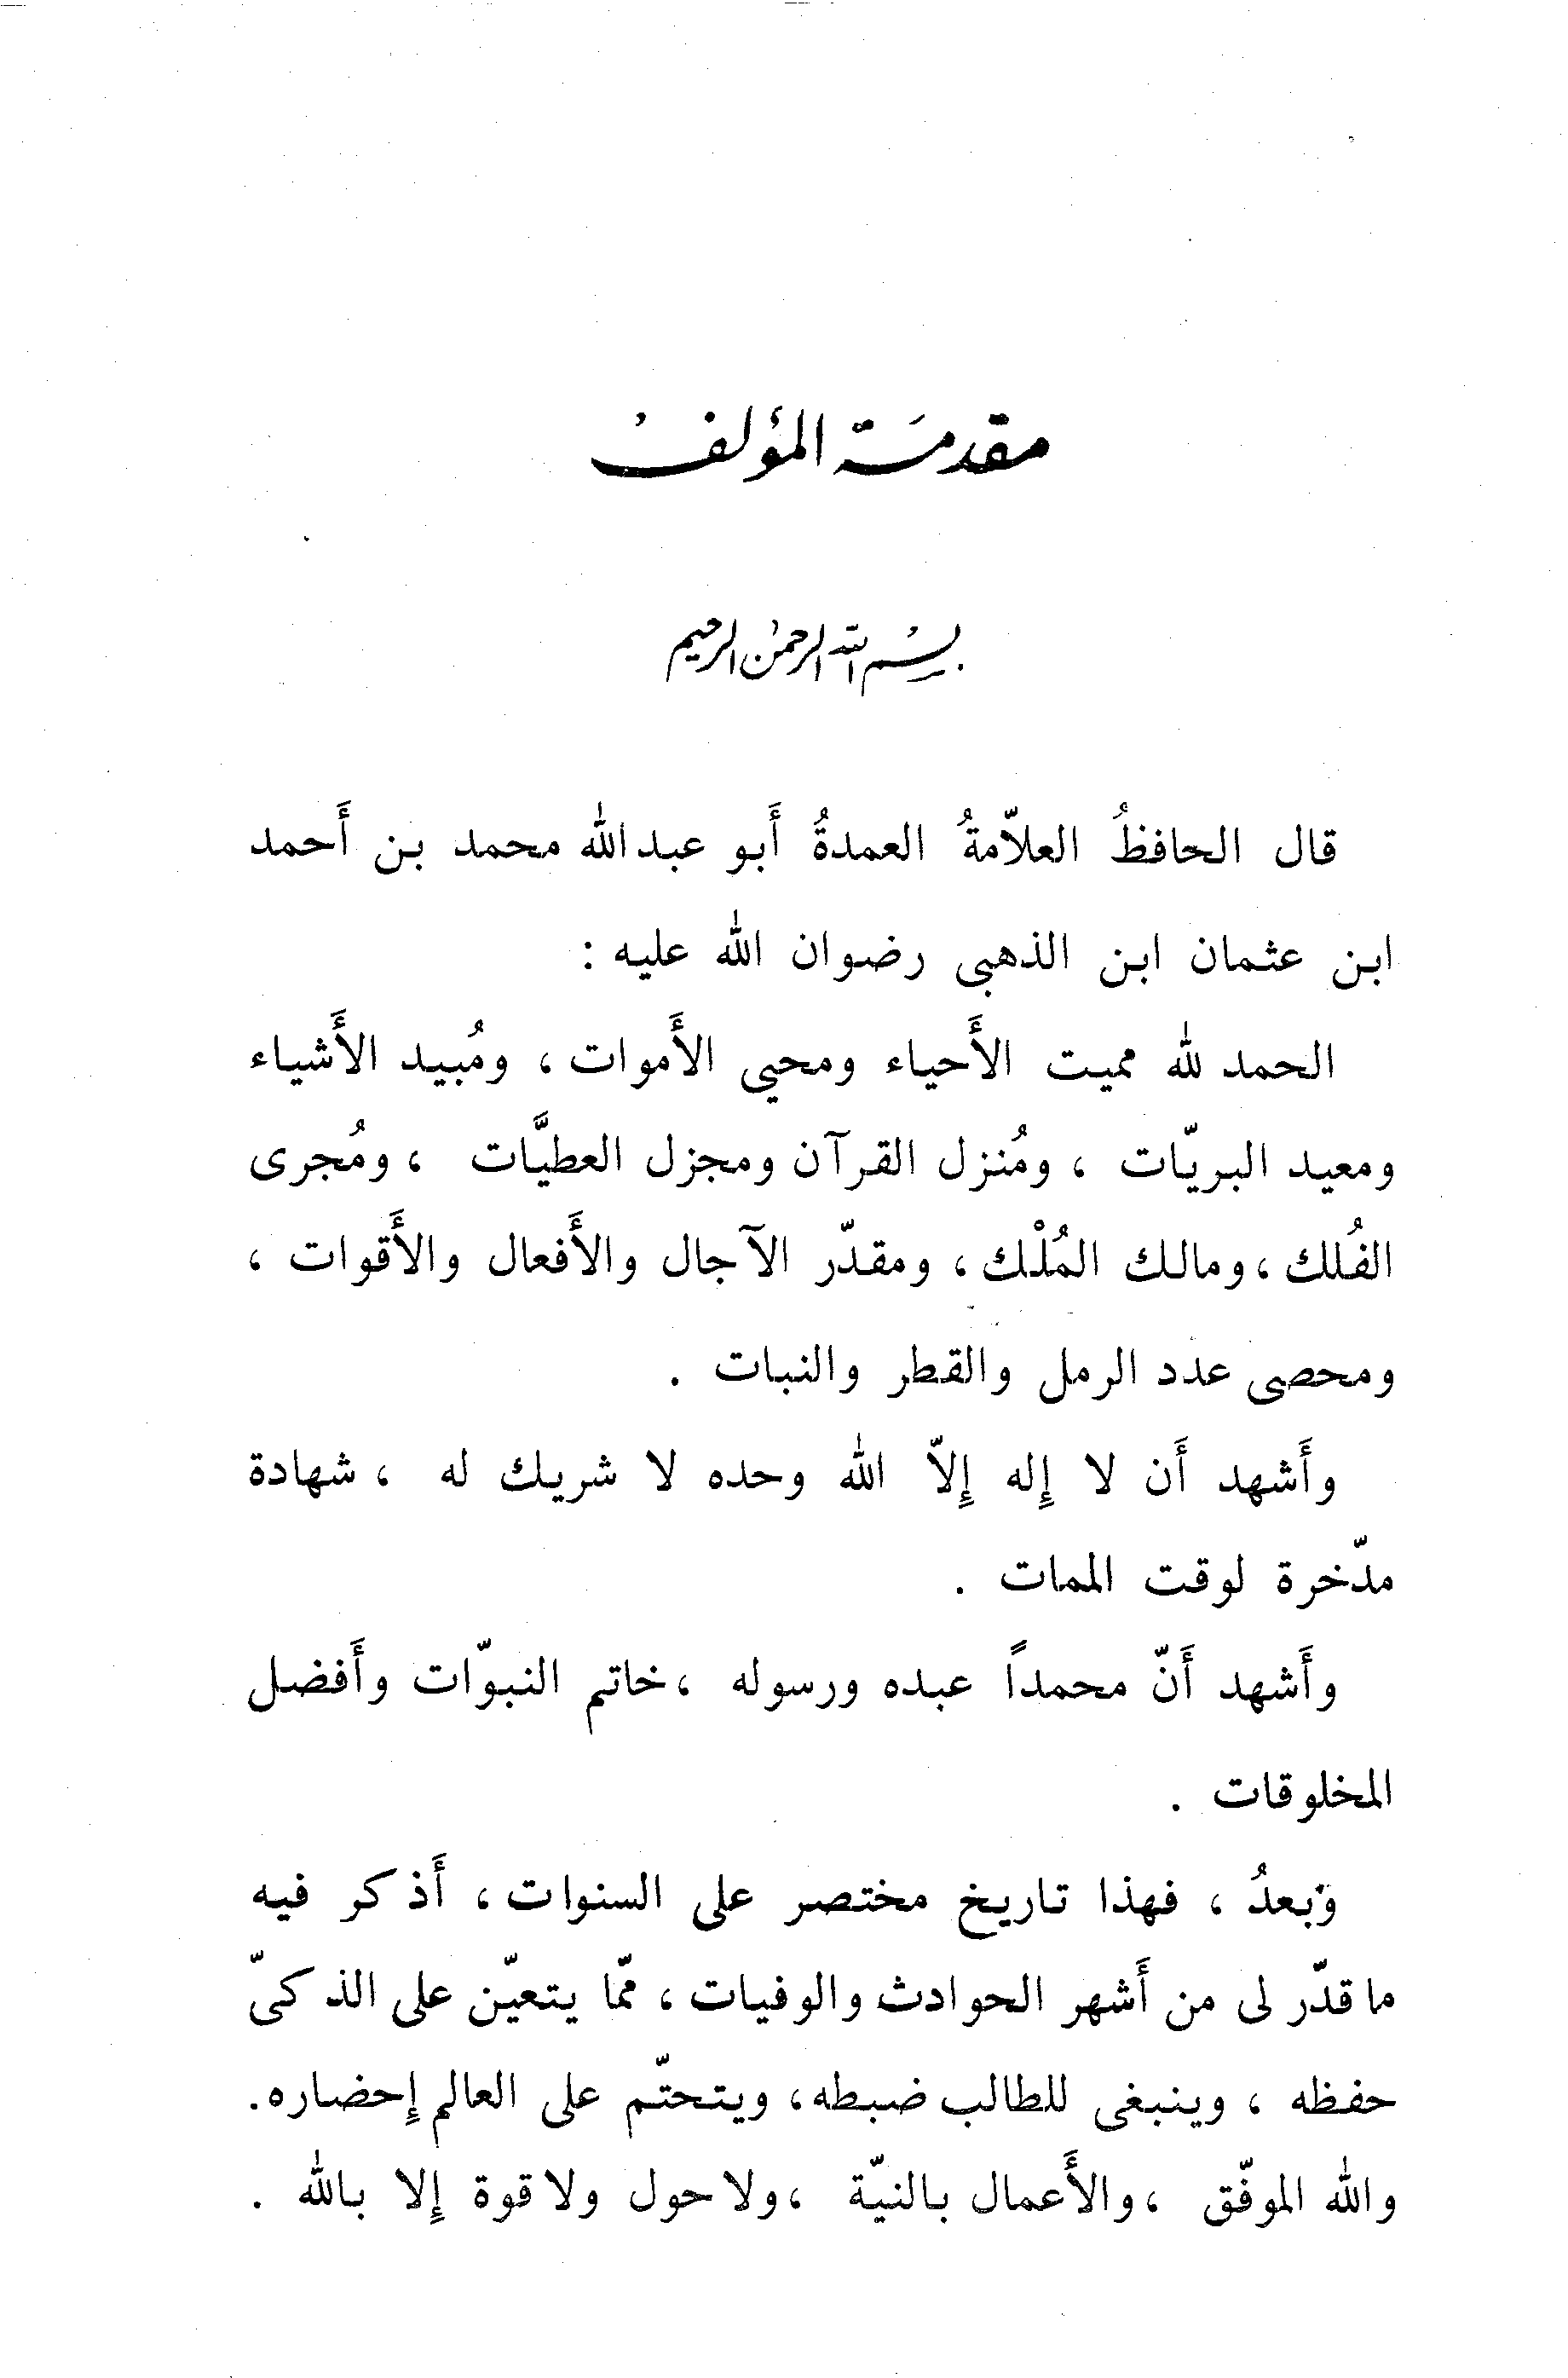 مقدمة المؤلف
بسم الله الرحمن الرحيم
قال الحافظُ العلاّمةُ العمدةُ أَبو عبدالله محمد بن أَحمد
ابن عثمان ابن الذهبى رضوان الله عليه :
الحمد لله مميت الأَحياء ومحيى الأَموات ، ومُبيد الأَشياء
ومعيد البريّات ، ومُنزل القرآن ومجزل العطيَّات ، ومُجرى
الفُلك ، ومالك المُلْك ، ومقدّر الآجال والأَفعال والأَقوات ،
ومحصى عدد الرمل والقطر والنبات .
وأَشهد أَن لا إِله إِلاّ الله وحده لا شريك له ، شهادة
مدّخرة لوقت الممات .
وأَشهد أَنّ محمداً عبده ورسوله ، خاتم النبوّات وأَفضل
المخلوقات .
وَبعدُ ، فهذا تاريخ مختصر على السنوات ، أَذكر فيه
ما قدّر لى من أَشهر الحوادث والوفيات ، ممّا يتعيّن على الذكىّ
حفظه ، وينبغى للطالب ضبطه ، ويتحتّم على العالم إِحضاره.
والله الموفّق ، والأَعمال بالنيّة ، ولا حول ولا قوة إِلا بالله .